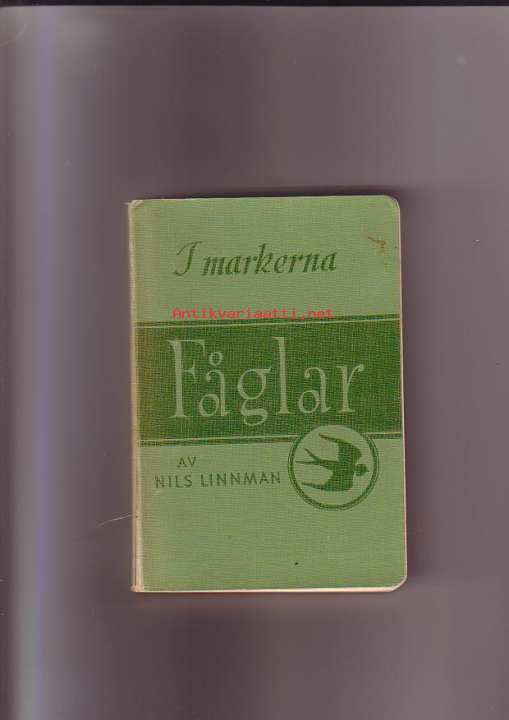 I markerna
Antikvariaatti.net
Fåglar
AV
NILS LINNMAN